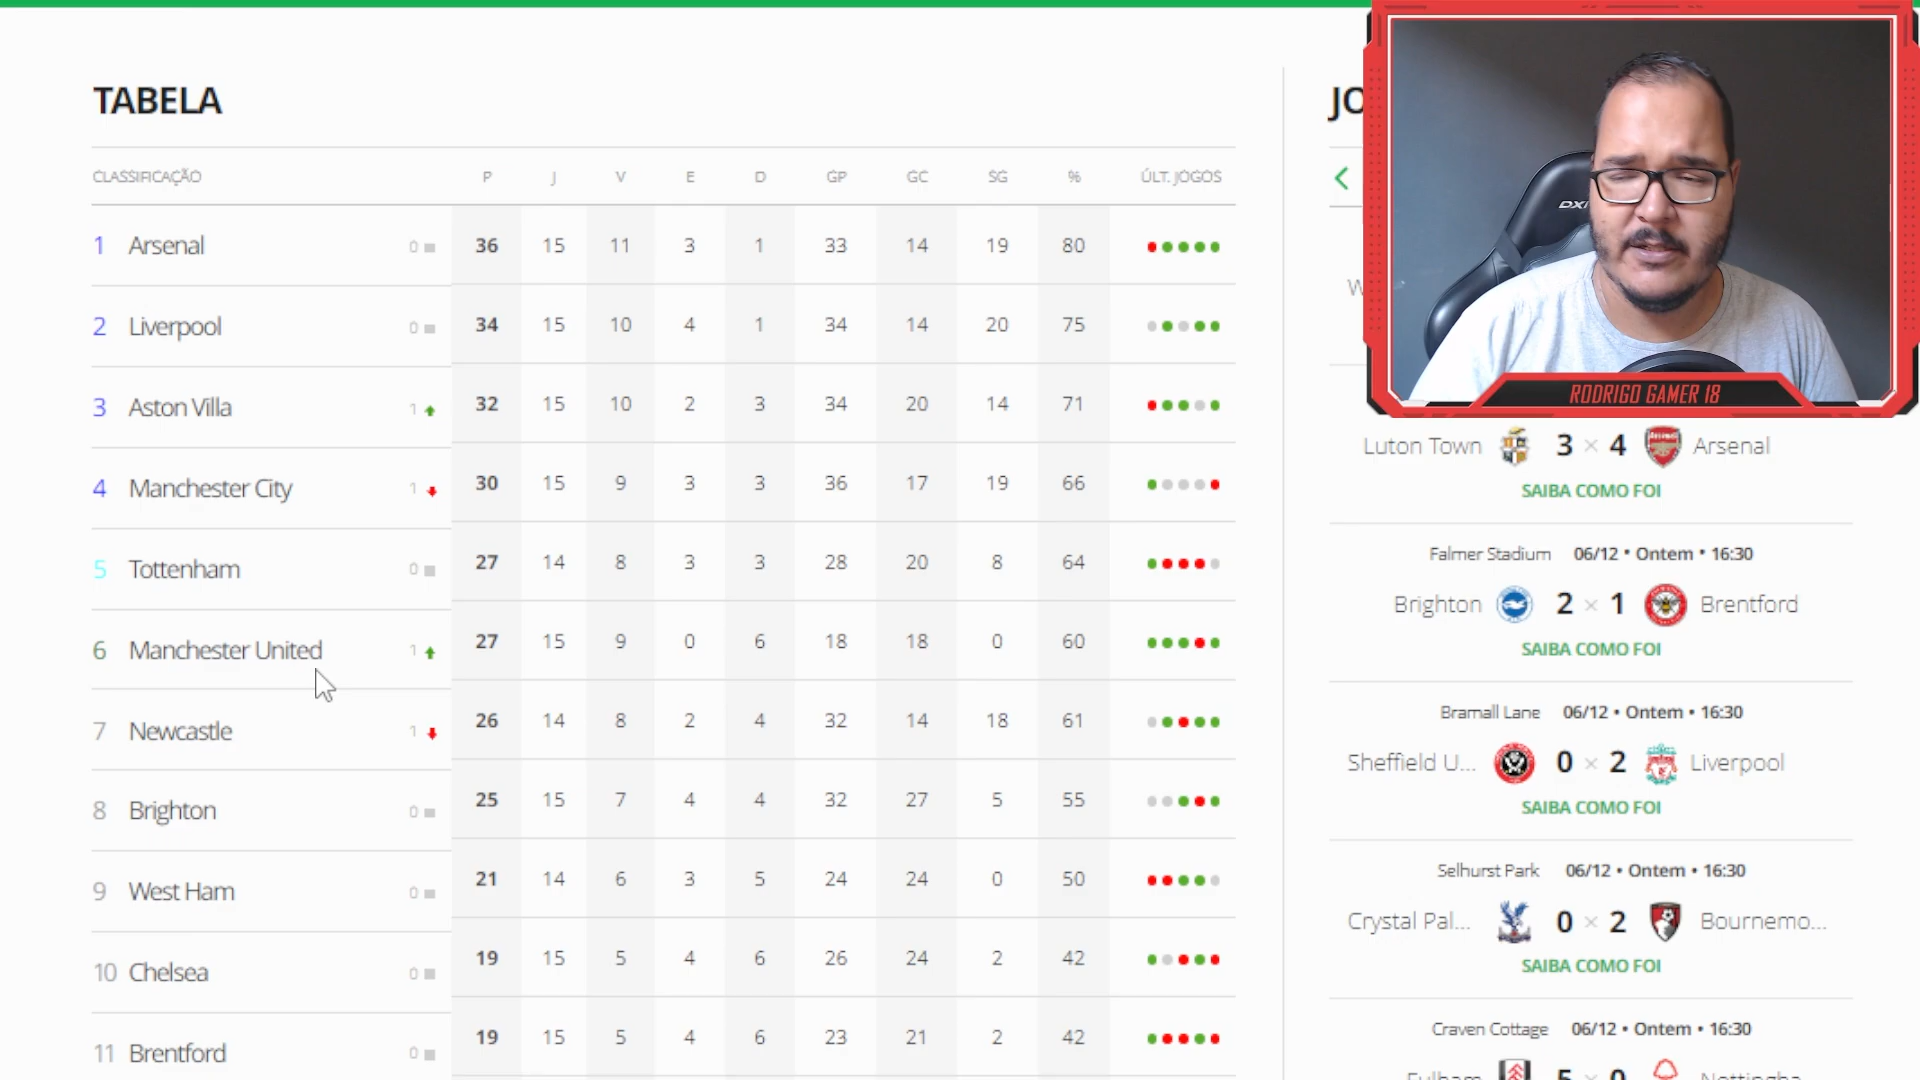 TABELA
CLASSIFICAÇÃO P J V E D GP GC SG % ÚLT. JOGOS
1 Arsenal 0 36 15 11 3 1 33 14 19 80
2 Liverpool 0 34 15 10 4 1 34 14 20 75
3 Aston Villa 1 32 15 10 2 3 34 20 14 71
4 Manchester City 1 30 15 9 3 3 36 17 19 66
5 Tottenham 0 27 14 8 3 3 28 20 8 64
6 Manchester United 1 27 15 9 0 6 18 18 0 60
7 Newcastle 1 26 14 8 2 4 32 14 18 61
8 Brighton 0 25 15 7 4 4 32 27 5 55
9 West Ham 0 21 14 6 3 5 24 24 0 50
10 Chelsea 0 19 15 5 4 6 26 24 2 42
11 Brentford 0 19 15 5 4 6 23 21 2 42
JO
W
RODRIGO GAMER 18
Luton Town 3 × 4 Arsenal
SAIBA COMO FOI
Falmer Stadium 06/12 • Ontem • 16:30
Brighton 2 × 1 Brentford
SAIBA COMO FOI
Bramall Lane 06/12 • Ontem • 16:30
Sheffield U... 0 × 2 Liverpool
SAIBA COMO FOI
Selhurst Park 06/12 • Ontem • 16:30
Crystal Pal... 0 × 2 Bournemo...
SAIBA COMO FOI
Craven Cottage 06/12 • Ontem • 16:30
Fulham 5 × 0 Nottingha...